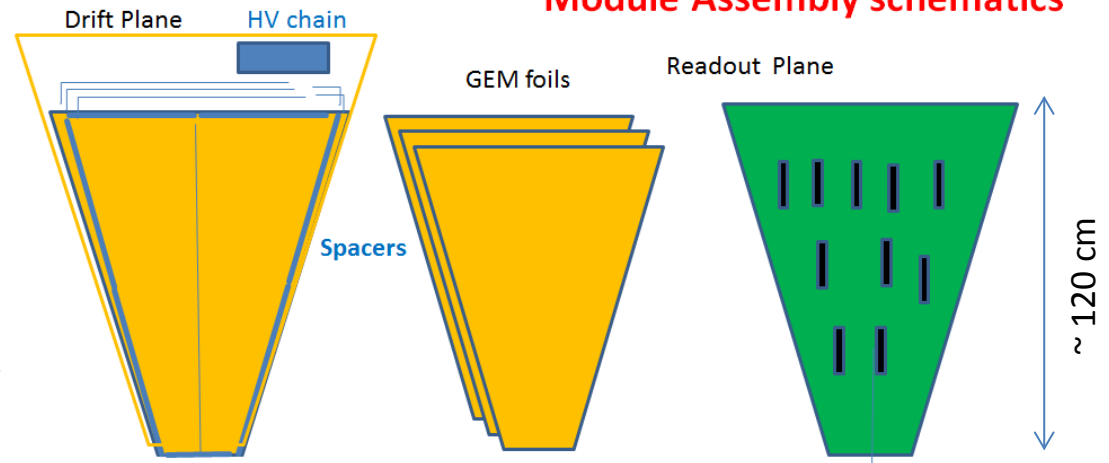 Module Assembly schematics
Drift Plane
HV chain
GEM foils
Readout Plane
Spacers
~ 120 cm